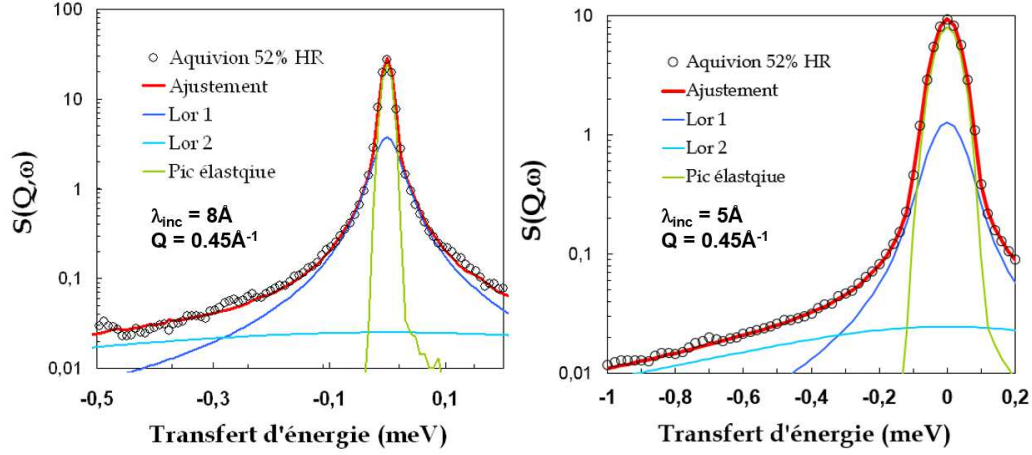 100
10
1
0,1
0,01
S(Q,ω)
Aquivion 52% HR
Ajustement
Lor 1
Lor 2
Pic élastqiue
λinc = 8Å
Q = 0.45Å-1
-0,5
-0,3
-0,1
0,1
Transfert d'énergie (meV)
10
1
0,1
0,01
S(Q,ω)
Aquivion 52% HR
Ajustement
Lor 1
Lor 2
Pic élastqiue
λinc = 5Å
Q = 0.45Å-1
-1
-0,8
-0,6
-0,4
-0,2
0
0,2
Transfert d'énergie (meV)